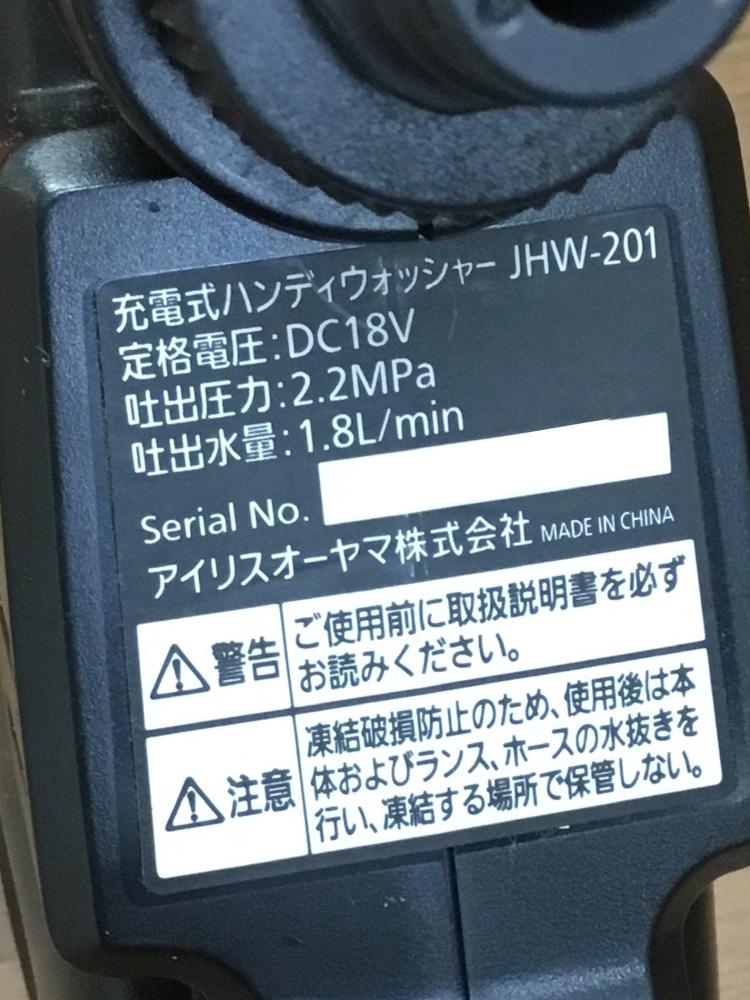 充電式ハンディウォッシャー JHW-201
定格電圧:DC18V
吐出圧力:2.2MPa
吐出水量:1.8L/min
Serial No.
アイリスオーヤマ株式会社 MADE IN CHINA
警告
ご使用前に取扱説明書を必ず
お読みください。
注意
凍結破損防止のため、使用後は本
体およびランス、ホースの水抜きを
行い、凍結する場所で保管しない。